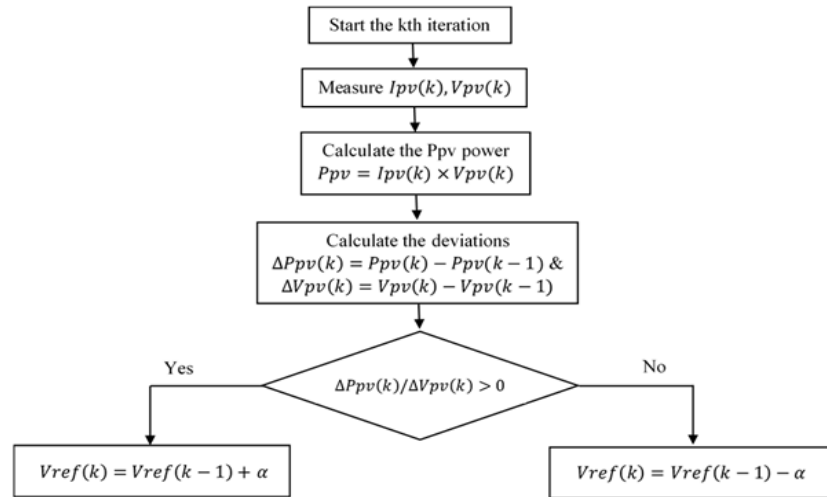 Start the kth iteration
Measure Ipv(k), Vpv(k)
Calculate the Ppv power
Ppv = Ipv(k) × Vpv(k)
Calculate the deviations
ΔPpv(k) = Ppv(k) − Ppv(k − 1) &
ΔVpv(k) = Vpv(k) − Vpv(k − 1)
Yes
ΔPpv(k)/ΔVpv(k) > 0
No
Vref(k) = Vref(k − 1) + α
Vref(k) = Vref(k − 1) − α